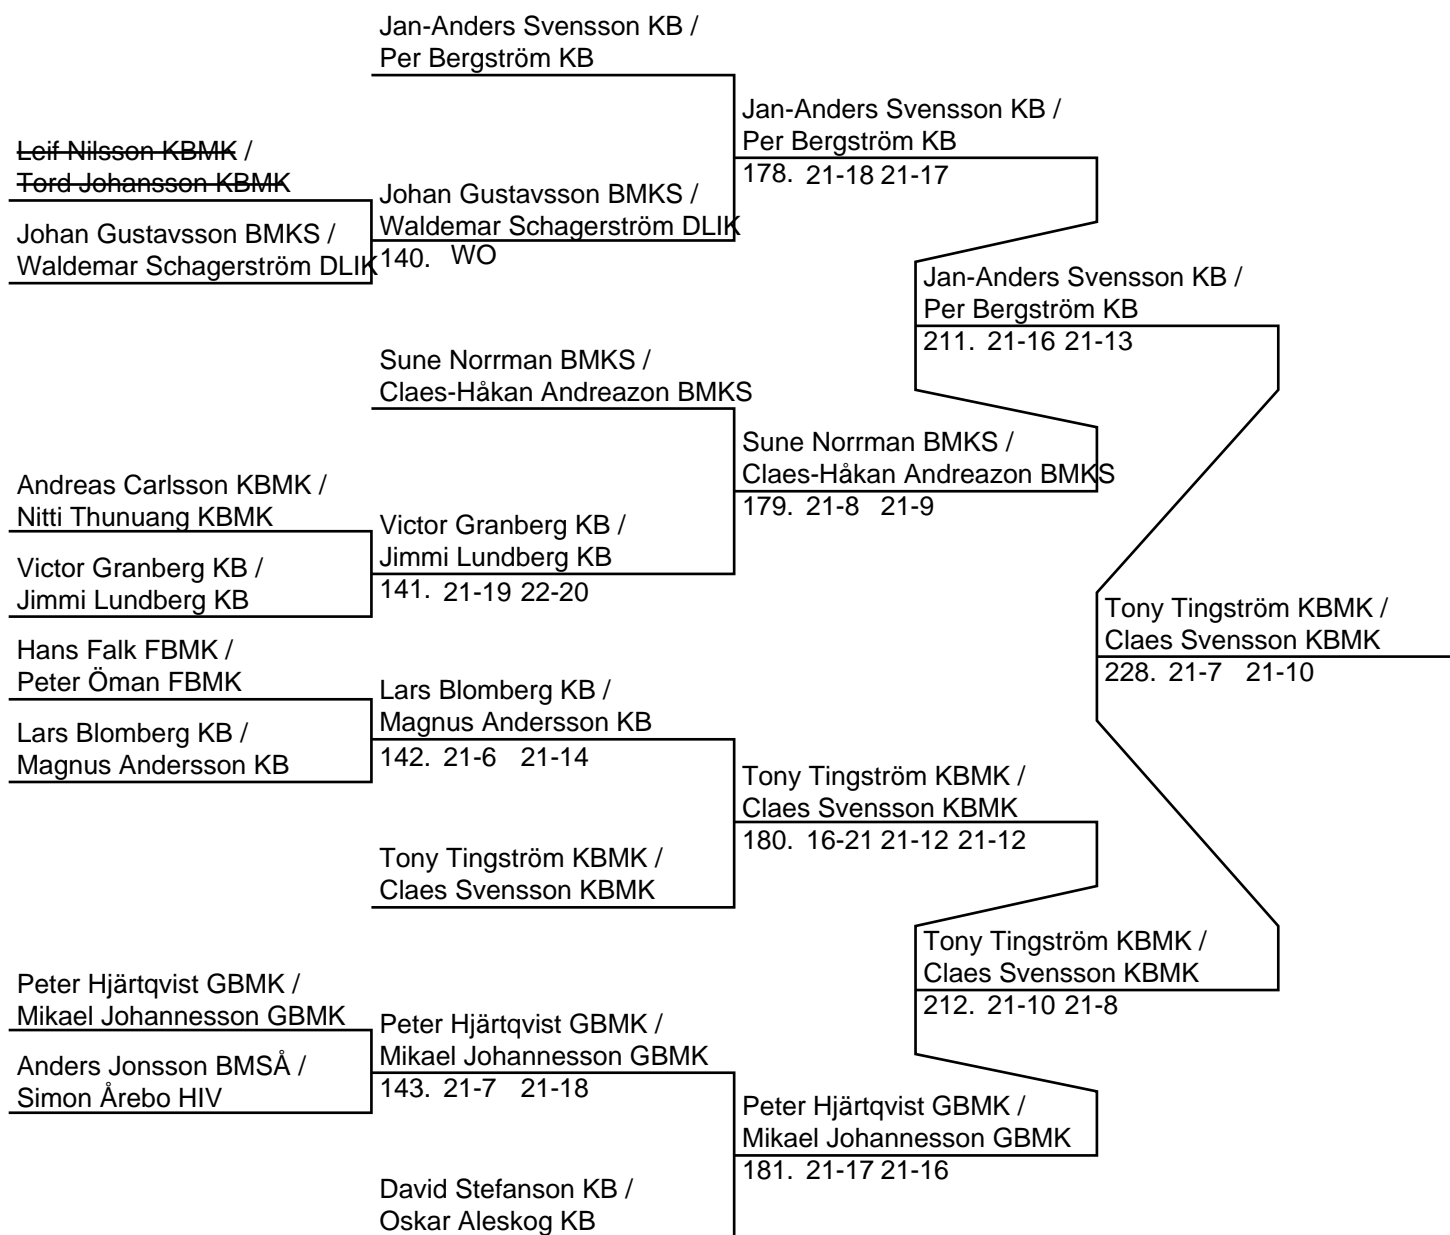 Jan-Anders Svensson KB /
Per Bergström KB
Jan-Anders Svensson KB /
Per Bergström KB
178. 21-18 21-17
Leif Nilsson KBMK /
Tord Johansson KBMK
Johan Gustavsson BMKS /
Waldemar Schagerström DLIK
140. WO
Johan Gustavsson BMKS /
Waldemar Schagerström DLIK
Jan-Anders Svensson KB /
Per Bergström KB
211. 21-16 21-13
Sune Norrman BMKS /
Claes-Håkan Andreazon BMKS
Sune Norrman BMKS /
Claes-Håkan Andreazon BMKS
179. 21-8 21-9
Andreas Carlsson KBMK /
Nitti Thunuang KBMK
Victor Granberg KB /
Jimmi Lundberg KB
141. 21-19 22-20
Victor Granberg KB /
Jimmi Lundberg KB
Tony Tingström KBMK /
Claes Svensson KBMK
228. 21-7 21-10
Hans Falk FBMK /
Peter Öman FBMK
Lars Blomberg KB /
Magnus Andersson KB
142. 21-6 21-14
Lars Blomberg KB /
Magnus Andersson KB
Tony Tingström KBMK /
Claes Svensson KBMK
180. 16-21 21-12 21-12
Tony Tingström KBMK /
Claes Svensson KBMK
Tony Tingström KBMK /
Claes Svensson KBMK
212. 21-10 21-8
Peter Hjärtqvist GBMK /
Mikael Johannesson GBMK
Peter Hjärtqvist GBMK /
Mikael Johannesson GBMK
143. 21-7 21-18
Anders Jonsson BMSÅ /
Simon Årebo HIV
Peter Hjärtqvist GBMK /
Mikael Johannesson GBMK
181. 21-17 21-16
David Stefanson KB /
Oskar Aleskog KB